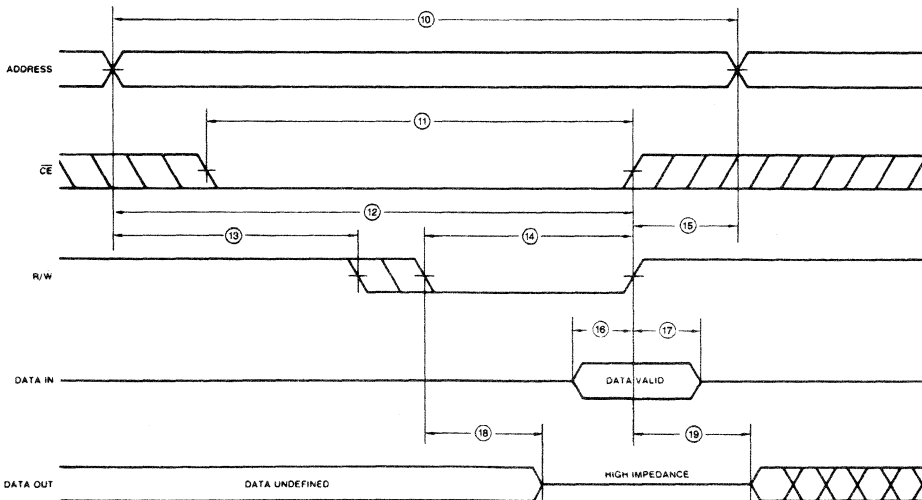 10
ADDRESS
11
CE
12
13
14
15
R/W
16
17
DATA IN
DATA VALID
18
19
DATA OUT
DATA UNDEFINED
HIGH IMPEDANCE